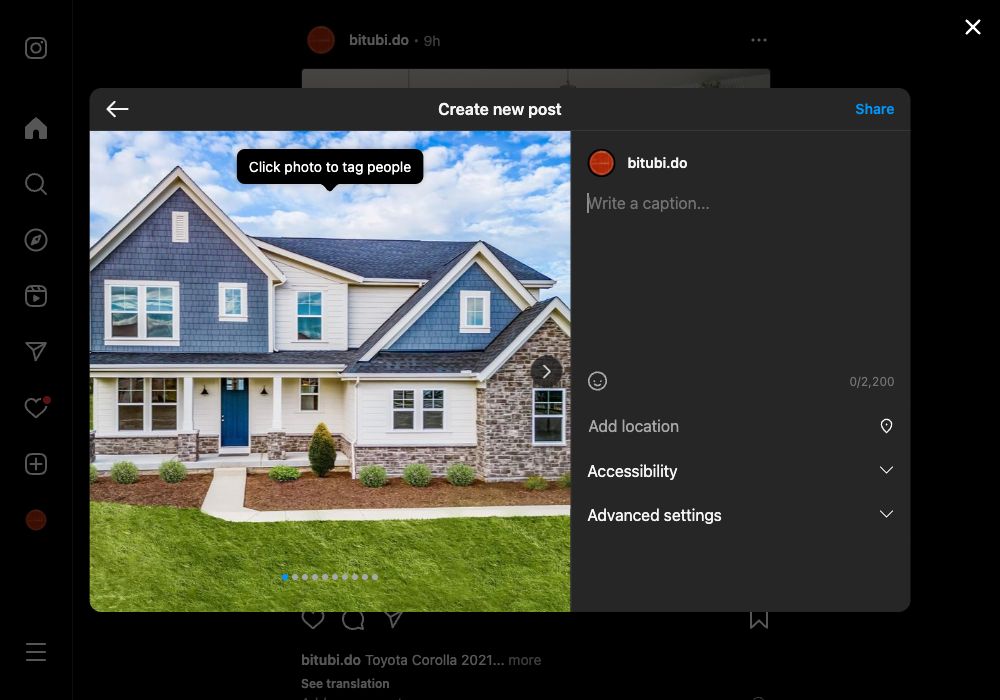 bitubi.do • 9h
Create new post
Share
Click photo to tag people
bitubi.do
Write a caption...
0/2,200
Add location
Accessibility
Advanced settings
bitubi.do Toyota Corolla 2021... more
See translation